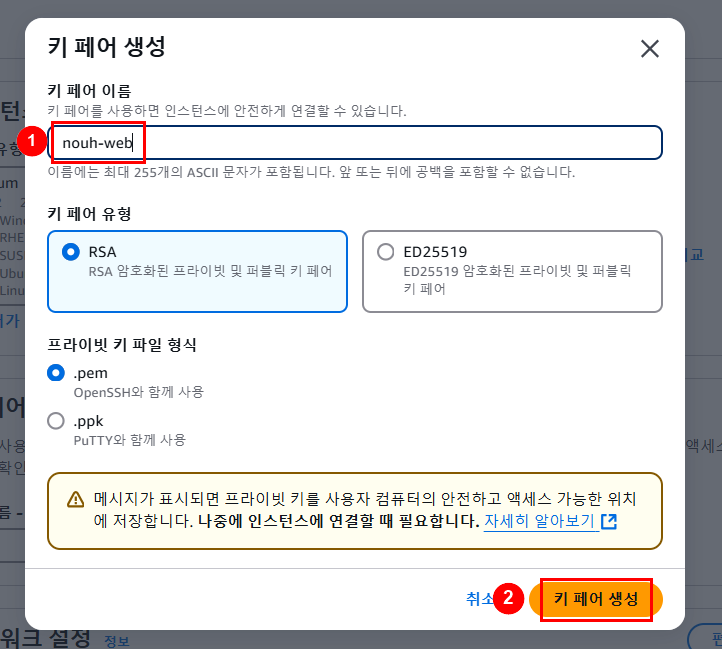 키 페어 생성
키 페어 이름
키 페어를 사용하면 인스턴스에 안전하게 연결할 수 있습니다.
1
nouh-web
이름에는 최대 255개의 ASCII 문자가 포함됩니다. 앞 또는 뒤에 공백을 포함할 수 없습니다.
키 페어 유형
RSA
RSA 암호화된 프라이빗 및 퍼블릭 키 페어
ED25519
ED25519 암호화된 프라이빗 및 퍼블릭
키 페어
프라이빗 키 파일 형식
.pem
OpenSSH와 함께 사용
.ppk
PuTTY와 함께 사용
메시지가 표시되면 프라이빗 키를 사용자 컴퓨터의 안전하고 액세스 가능한 위치
에 저장합니다. 나중에 인스턴스에 연결할 때 필요합니다. 자세히 알아보기
취소
2
키 페어 생성
워크 설정 정보